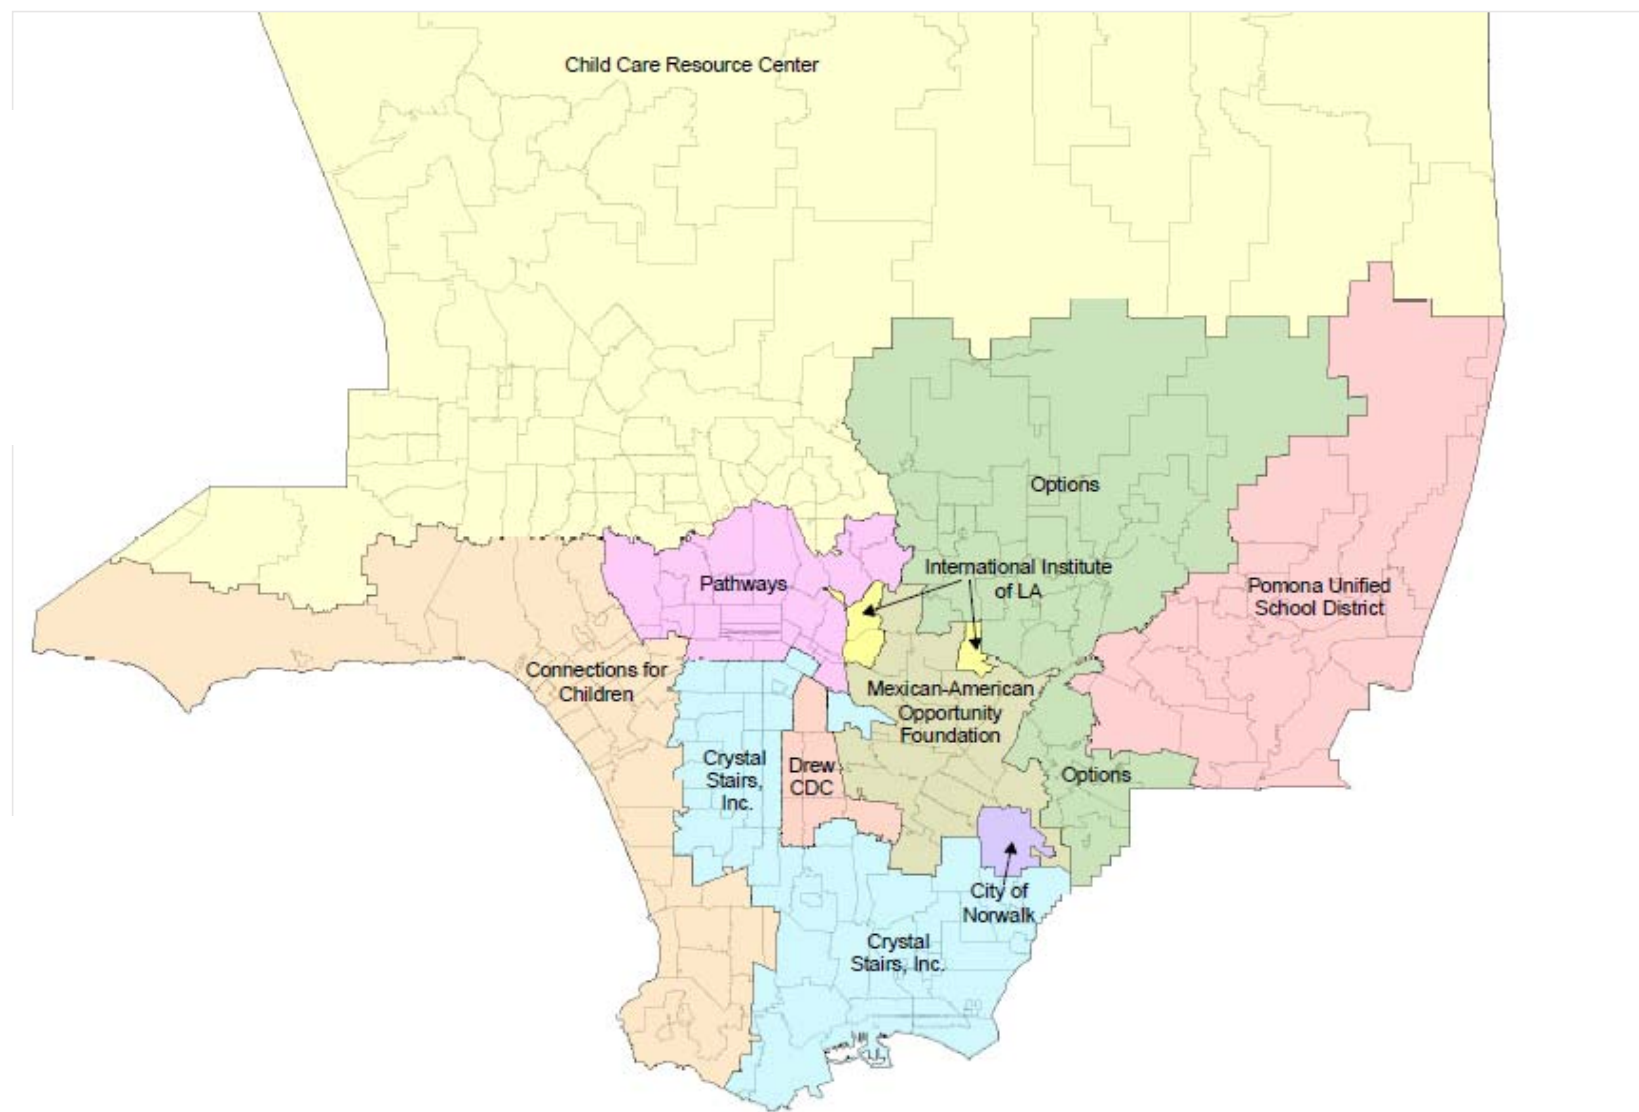 Child Care Resource Center
Options
International Institute
of LA
Pathways
Pomona Unified
School District
Connections for
Children
Mexican-American
Opportunity
Foundation
Crystal
Stairs,
Inc.
Drew
CDC
Options
City of
Norwalk
Crystal
Stairs, Inc.